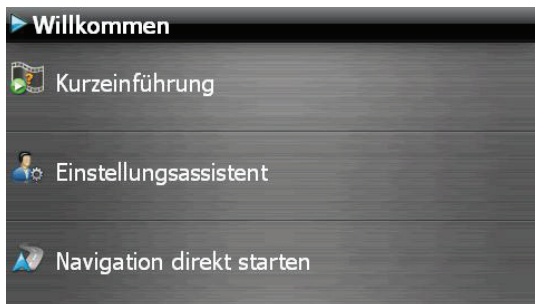 Willkommen
Kurzeinführung
Einstellungsassistent
Navigation direkt starten